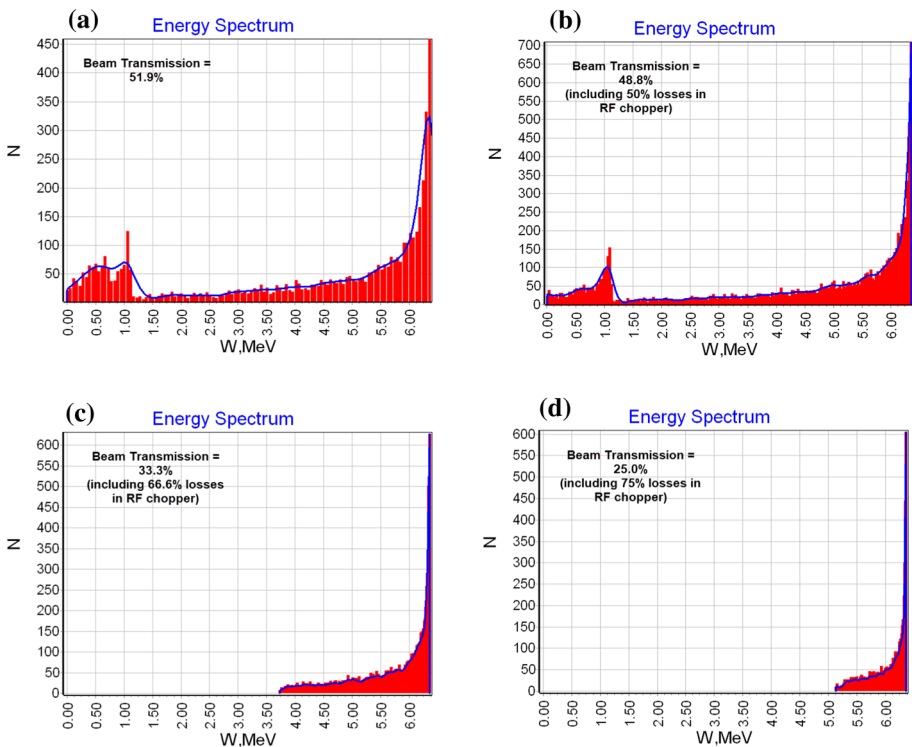 (a)
Energy Spectrum
Beam Transmission =
51.9%
N
450
400
350
300
250
200
150
100
50
0.00 0.50 1.00 1.50 2.00 2.50 3.00 3.50 4.00 4.50 5.00 5.50 6.00
W,MeV
(b)
Energy Spectrum
Beam Transmission =
48.8%
(including 50% losses in
RF chopper)
N
700
650
600
550
500
450
400
350
300
250
200
150
100
50
0
0.00 0.50 1.00 1.50 2.00 2.50 3.00 3.50 4.00 4.50 5.00 5.50 6.00
W,MeV
(c)
Energy Spectrum
Beam Transmission =
33.3%
(including 66.6% losses
in RF chopper)
N
600
550
500
450
400
350
300
250
200
150
100
50
0
0.00 0.50 1.00 1.50 2.00 2.50 3.00 3.50 4.00 4.50 5.00 5.50 6.00
W,MeV
(d)
Energy Spectrum
Beam Transmission =
25.0%
(including 75% losses in
RF chopper)
N
600
550
500
450
400
350
300
250
200
150
100
50
0
0.00 0.50 1.00 1.50 2.00 2.50 3.00 3.50 4.00 4.50 5.00 5.50 6.00
W,MeV